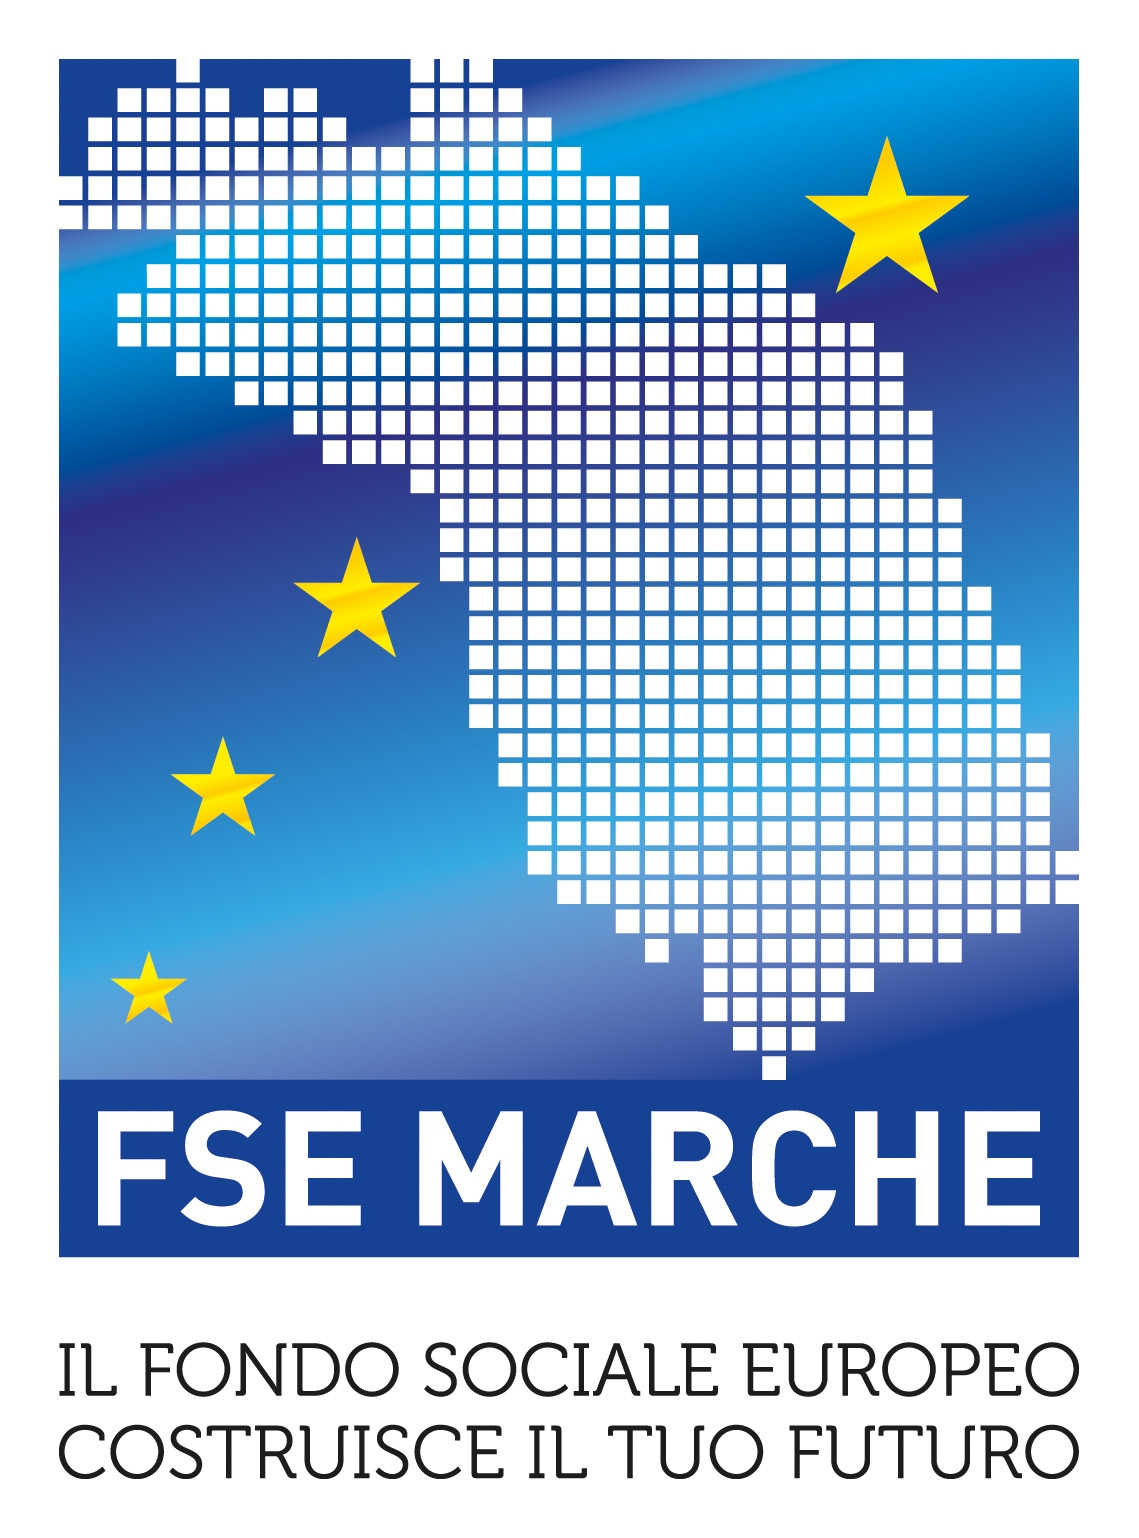 FSE MARCHE
IL FONDO SOCIALE EUROPEO
COSTRUISCE IL TUO FUTURO